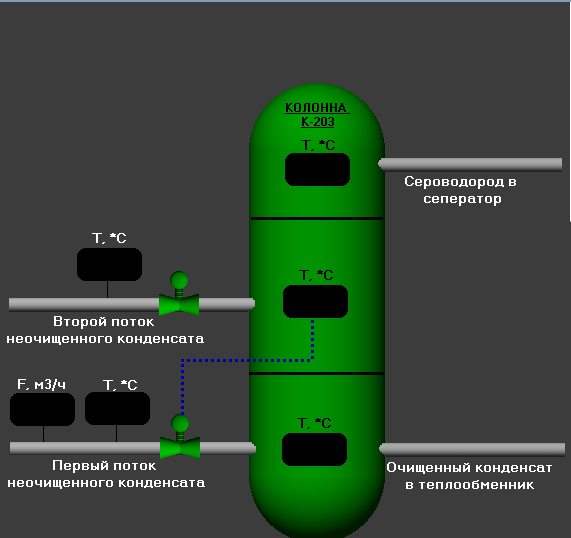 КОЛОННА
К-203
T, *C
Сероводород в
сеператор
T, *C
T, *C
Второй поток
неочищенного конденсата
F, м3/ч
T, *C
T, *C
Первый поток
неочищенного конденсата
Очищенный конденсат
в теплообменник